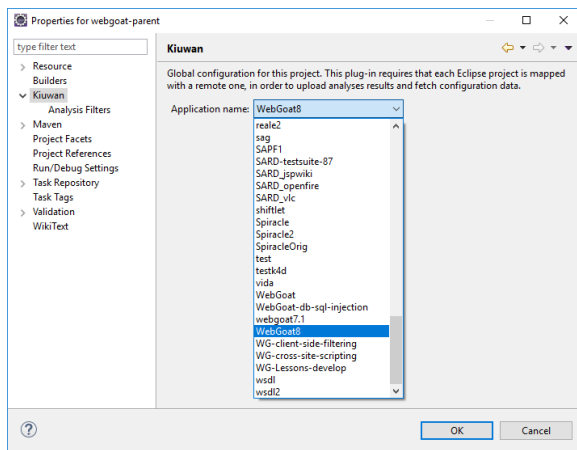 Properties for webgoat-parent
type filter text
Resource
Builders
Kiuwan
Analysis Filters
Maven
Project Facets
Project References
Run/Debug Settings
Task Repository
Task Tags
Validation
WikiText
Kiuwan
Global configuration for this project. This plug-in requires that each Eclipse project is mapped
with a remote one, in order to upload analyses results and fetch configuration data.
Application name: WebGoat8
reale2
sag
SAPF1
SARD-testsuite-87
SARD_jspwiki
SARD_openfire
SARD_vlc
shiftlet
Spiracle
Spiracle2
SpiracleOrig
test
testk4d
vida
WebGoat
WebGoat-db-sql-injection
webgoat7.1
WebGoat8
WG-client-side-filtering
WG-cross-site-scripting
WG-Lessons-develop
wsdl
wsdl2
?
OK
Cancel